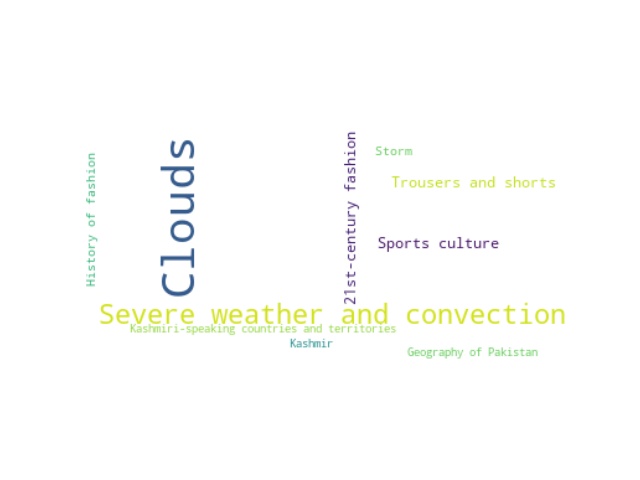 History of fashion
Clouds
21st-century fashion
Storm
Trousers and shorts
Sports culture
Severe weather and convection
Kashmiri-speaking countries and territories
Kashmir
Geography of Pakistan